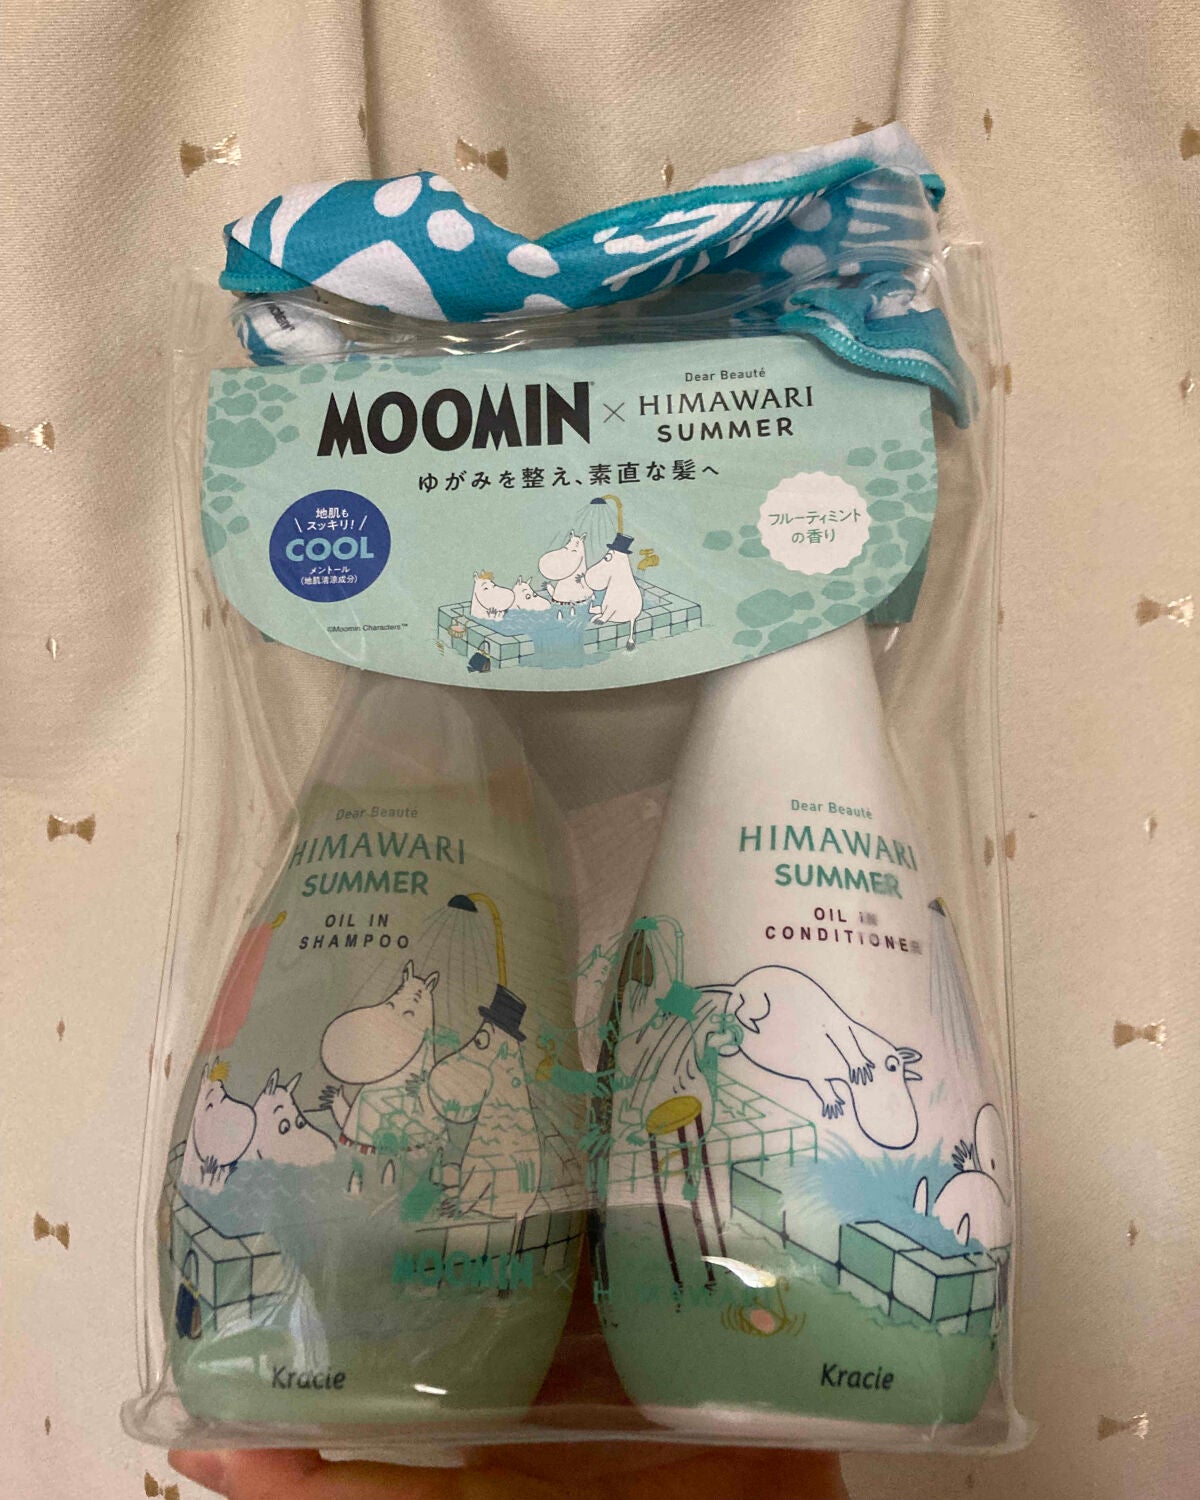 MOOMIN × Dear Beauté
HIMAWARI
SUMMER
ゆがみを整え、素直な髪へ
地肌も
スッキリ!
COOL
メントール
(地肌清涼成分)
フルーティミント
の香り
©Moomin Characters™
Dear Beauté
HIMAWARI
SUMMER
OIL IN
SHAMPOO
MOOMIN ×
Kracie
Dear Beauté
HIMAWARI
SUMMER
OIL IN
CONDITIONER
Kracie